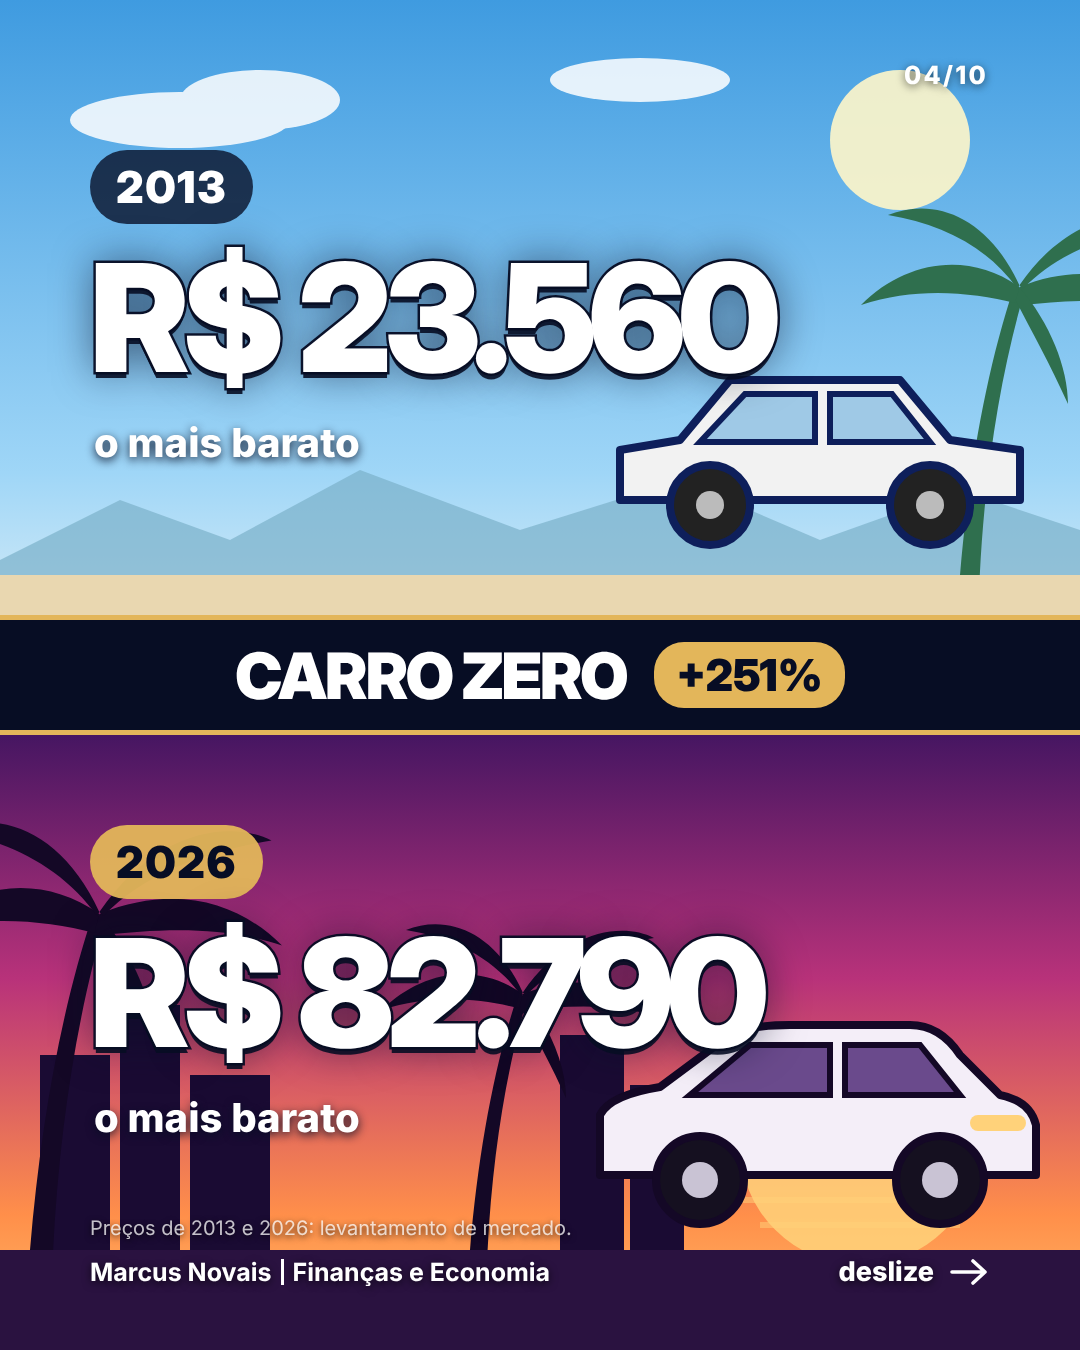 04/10
2013
R$ 23.560
o mais barato
CARRO ZERO +251%
2026
R$ 82.790
o mais barato
Preços de 2013 e 2026: levantamento de mercado.
Marcus Novais | Finanças e Economia
deslize →